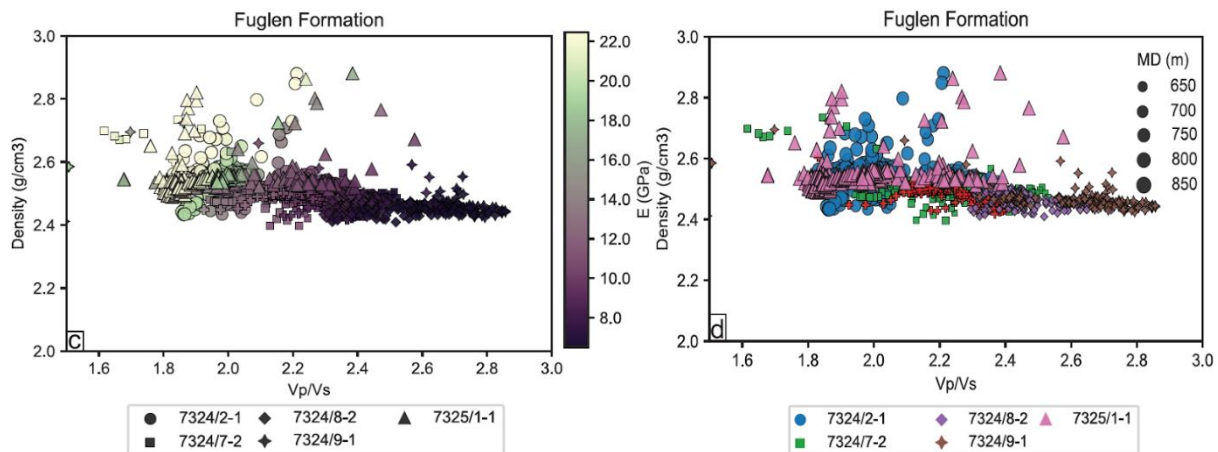 Fuglen Formation
3.0
2.8
2.6
2.4
2.2
2.0
Density (g/cm3)
1.6 1.8 2.0 2.2 2.4 2.6 2.8 3.0
Vp/Vs
c
22.0
20.0
18.0
16.0
14.0
12.0
10.0
8.0
E (GPa)
7324/2-1 7324/8-2 7325/1-1
7324/7-2 7324/9-1
Fuglen Formation
3.0
2.8
2.6
2.4
2.2
2.0
Density (g/cm3)
1.6 1.8 2.0 2.2 2.4 2.6 2.8 3.0
Vp/Vs
d
MD (m)
650
700
750
800
850
7324/2-1 7324/8-2 7325/1-1
7324/7-2 7324/9-1